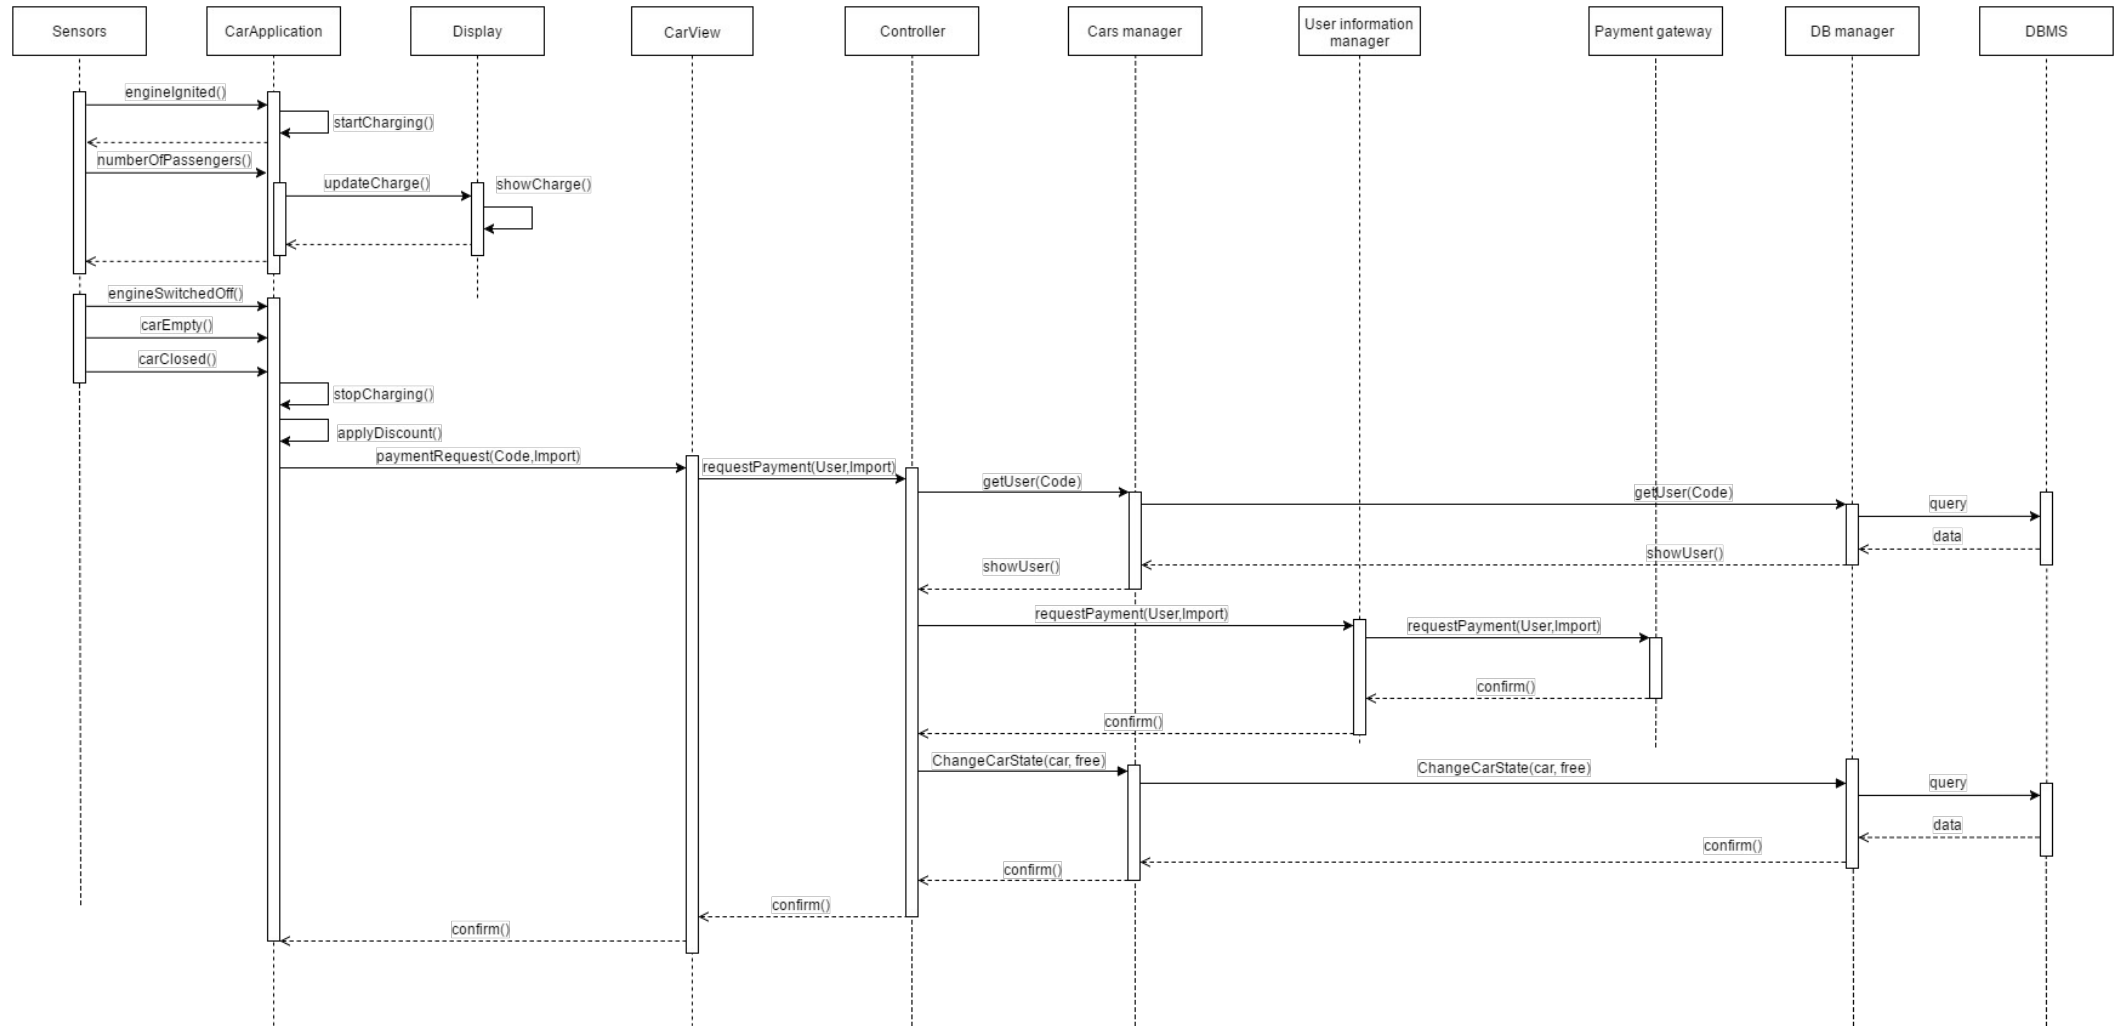 Sensors
CarApplication
Display
CarView
Controller
Cars manager
User information
manager
Payment gateway
DB manager
DBMS
engineIgnited()
startCharging()
numberOfPassengers()
updateCharge()
showCharge()
engineSwitchedOff()
carEmpty()
carClosed()
stopCharging()
applyDiscount()
paymentRequest(Code,Import)
requestPayment(User,Import)
getUser(Code)
getUser(Code)
query
data
showUser()
showUser()
requestPayment(User,Import)
requestPayment(User,Import)
confirm()
confirm()
ChangeCarState(car, free)
ChangeCarState(car, free)
query
data
confirm()
confirm()
confirm()
confirm()